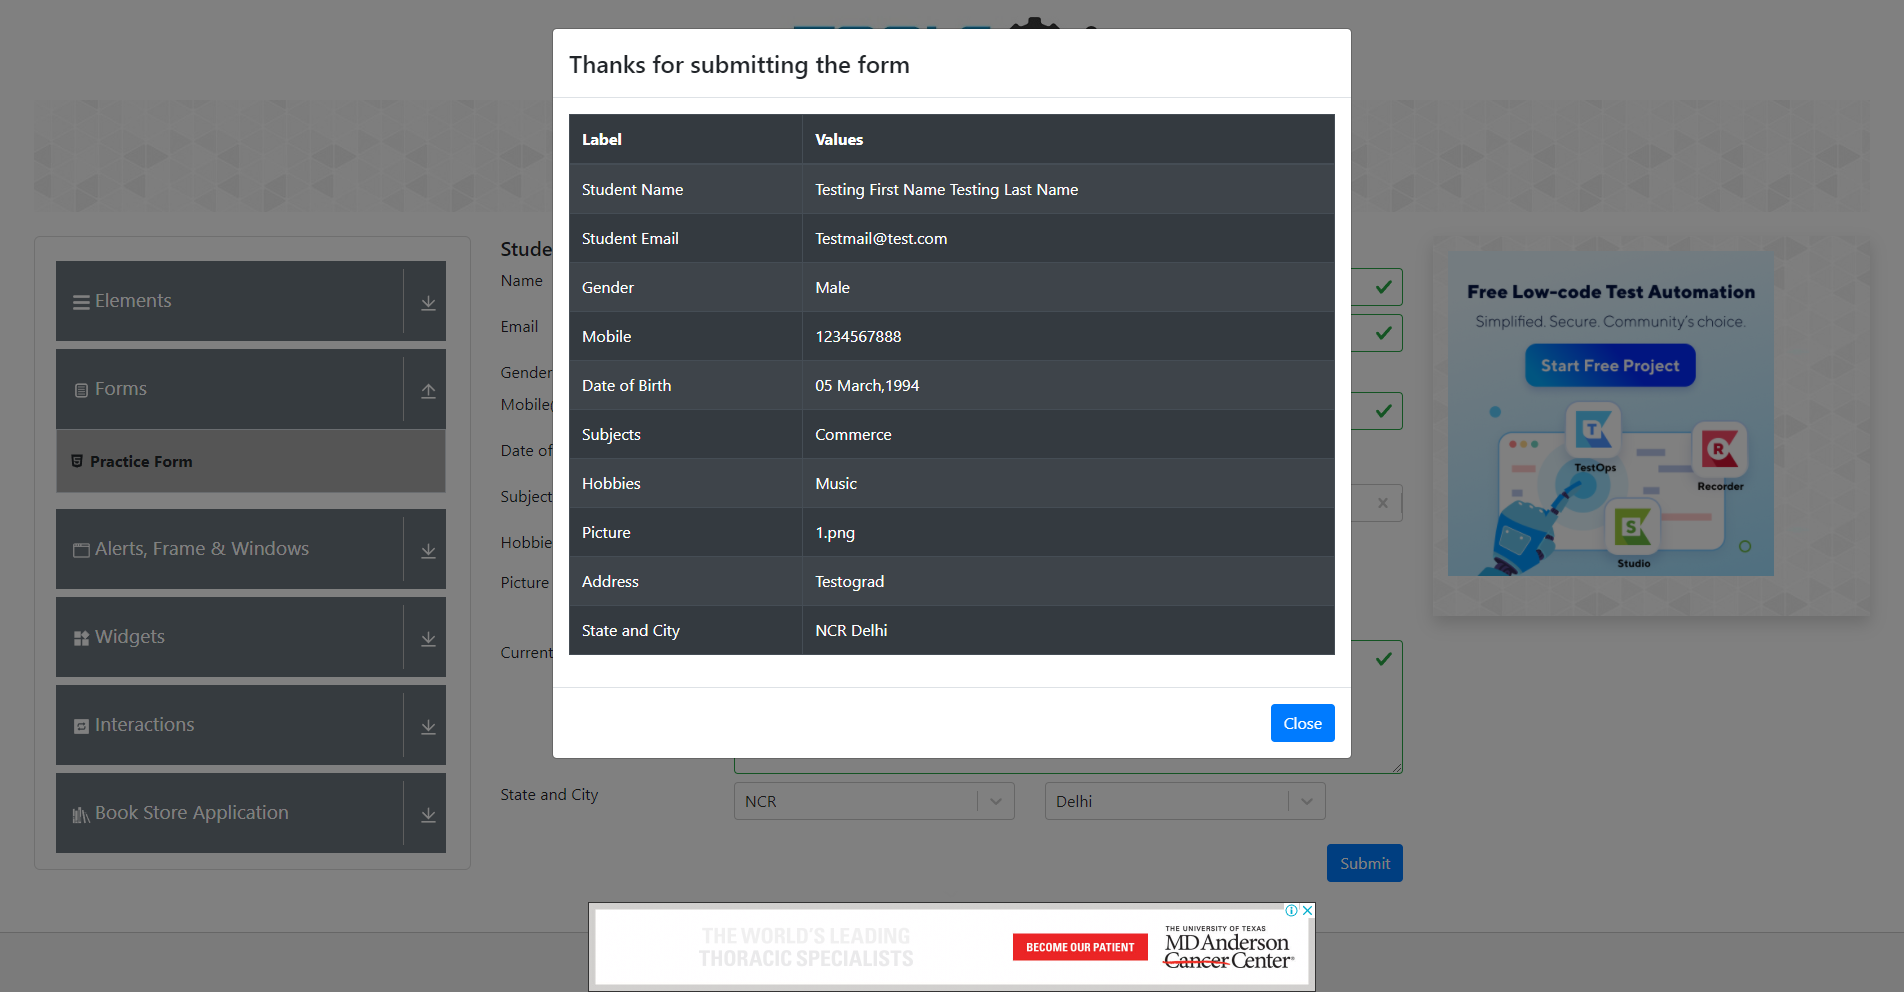 Thanks for submitting the form
Label Values
Student Name Testing First Name Testing Last Name
Student Email Testmail@test.com
Gender Male
Mobile 1234567888
Date of Birth 05 March,1994
Subjects Commerce
Hobbies Music
Picture 1.png
Address Testograd
State and City NCR Delhi
Close
Elements
Forms
Practice Form
Alerts, Frame & Windows
Widgets
Interactions
Book Store Application
Stude
Name
Email
Gender
Mobile(
Date of
Subject
Hobbie
Picture
Current
State and City NCR Delhi
Submit
Free Low-code Test Automation
Simplified. Secure. Community's choice.
Start Free Project
TestOps
R
Recorder
S
Studio
THE WORLD'S LEADING
THORACIC SPECIALISTS
BECOME OUR PATIENT
THE UNIVERSITY OF TEXAS
MD Anderson
Cancer Center